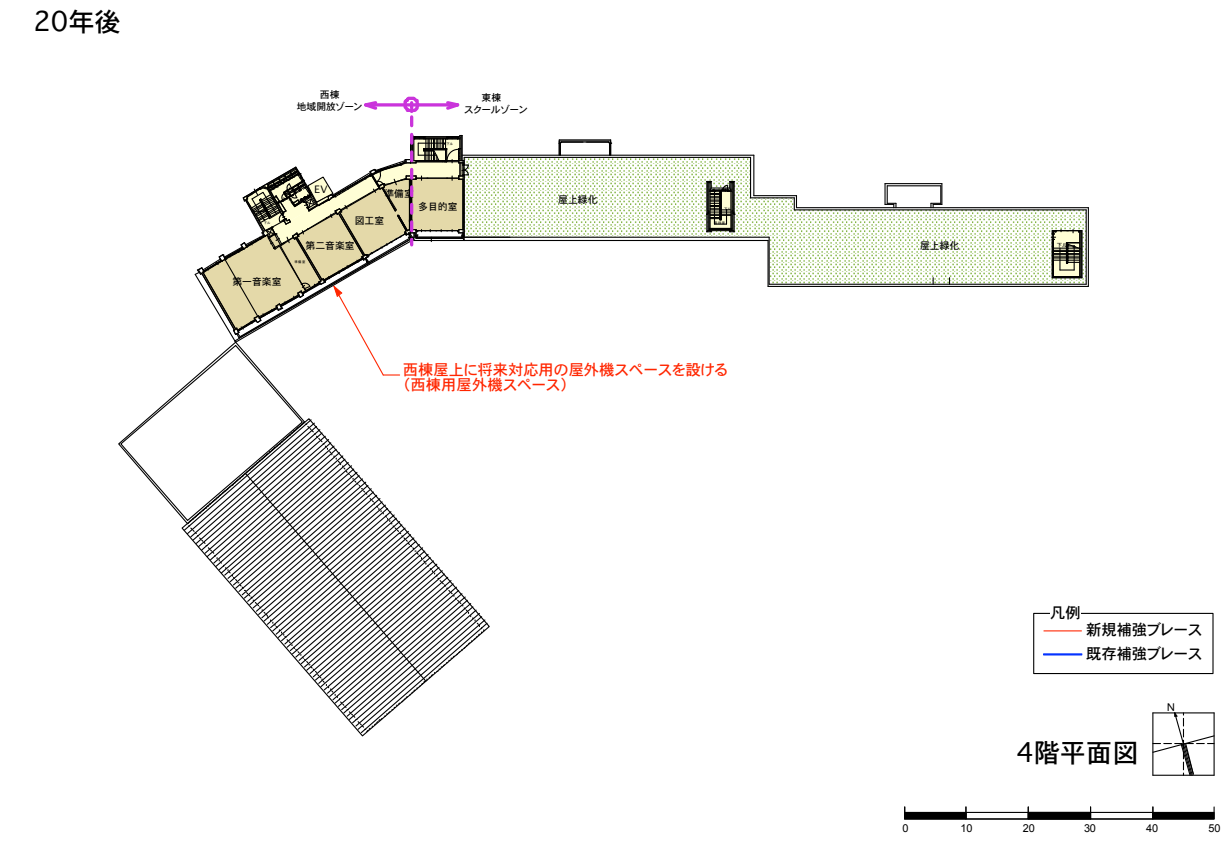 20年後
西棟
地域開放ゾーン
東棟
スクールゾーン
EV
準備室
多目的室
図工室
第二音楽室
第一音楽室
屋上緑化
屋上緑化
西棟屋上に将来対応用の屋外機スペースを設ける
（西棟用屋外機スペース）
凡例
新規補強ブレース
既存補強ブレース
N
4階平面図
0 10 20 30 40 50